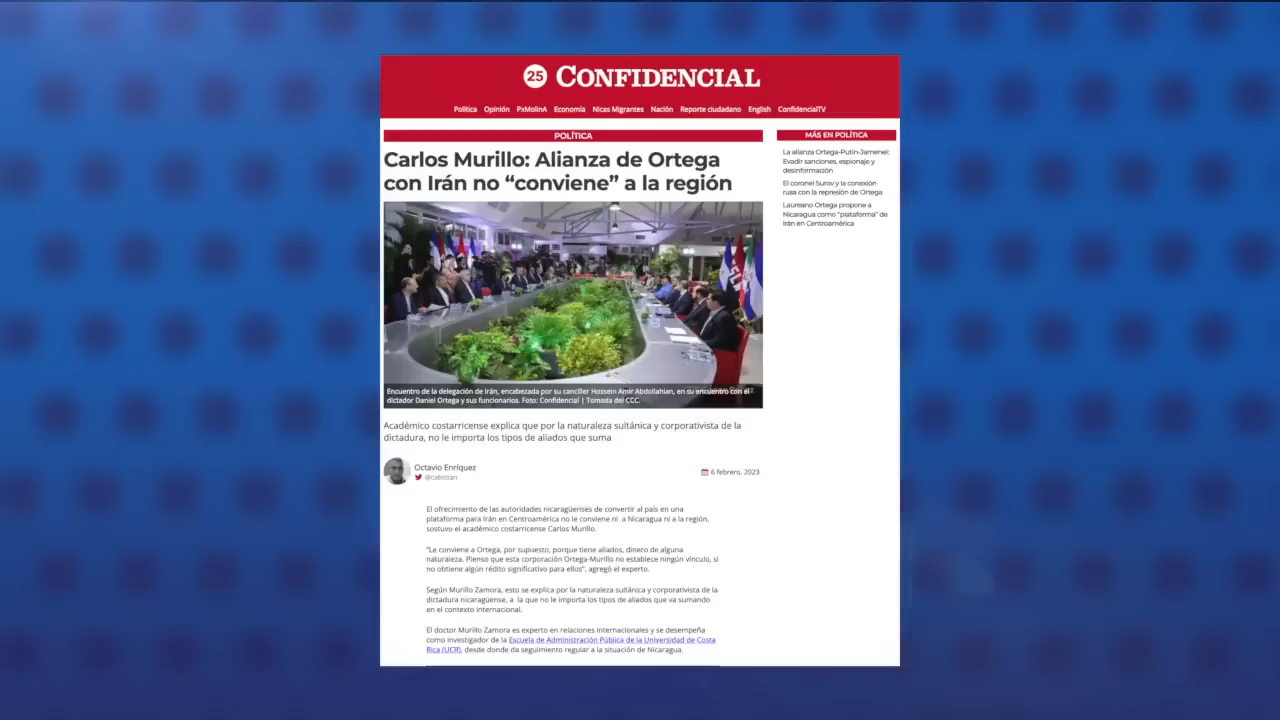 25 CONFIDENCIAL
Política Opinión PxMolinA Economía Nicas Migrantes Nación Reporte ciudadano English ConfidencialTV
POLÍTICA
Carlos Murillo: Alianza de Ortega
con Irán no “conviene” a la región
Encuentro de la delegación de Irán, encabezada por su canciller Hossein Amir Abdollahian, en su encuentro con el
dictador Daniel Ortega y sus funcionarios. Foto: Confidencial | Tomada del CCC.
Académico costarricense explica que por la naturaleza sultánica y corporativista de la
dictadura, no le importa los tipos de aliados que suma
Octavio Enríquez
@cabistan
6 febrero, 2023
El ofrecimiento de las autoridades nicaragüenses de convertir al país en una
plataforma para Irán en Centroamérica no le conviene ni a Nicaragua ni a la región,
sostuvo el académico costarricense Carlos Murillo.
“Le conviene a Ortega, por supuesto, porque tiene aliados, dinero de alguna
naturaleza. Pienso que esta corporación Ortega-Murillo no establece ningún vínculo, si
no obtiene algún rédito significativo para ellos”, agregó el experto.
Según Murillo Zamora, esto se explica por la naturaleza sultánica y corporativista de la
dictadura nicaragüense, a la que no le importa los tipos de aliados que va sumando
en el contexto internacional.
El doctor Murillo Zamora es experto en relaciones internacionales y se desempeña
como investigador de la Escuela de Administración Pública de la Universidad de Costa
Rica (UCR), desde donde da seguimiento regular a la situación de Nicaragua.
MÁS EN POLÍTICA
La alianza Ortega-Putin-Jamenei:
Evadir sanciones, espionaje y
desinformación
El coronel Surov y la conexión
rusa con la represión de Ortega
Laureano Ortega propone a
Nicaragua como “plataforma” de
Irán en Centroamérica